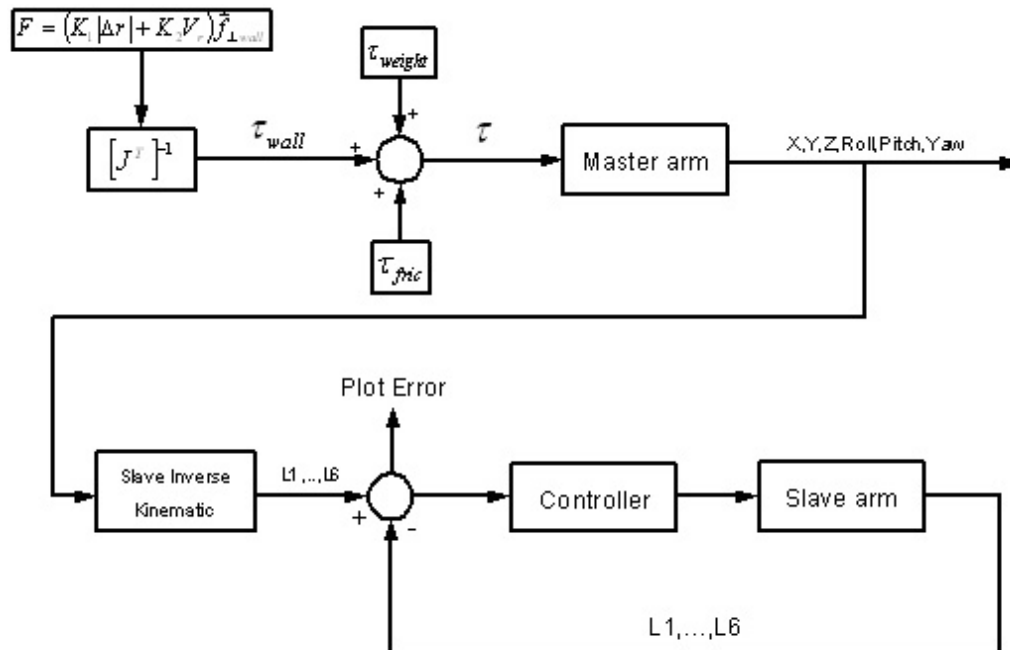 F = (K₁|Δr| + K₂Vᵣ) f̂⊥wall
τweight
+
[Jᵀ]⁻¹
τwall
+
τ
Master arm
X,Y,Z,Roll,Pitch,Yaw
+
τfric
Plot Error
Slave Inverse
Kinematic
L1,..,L6
+
-
Controller
Slave arm
L1,...,L6